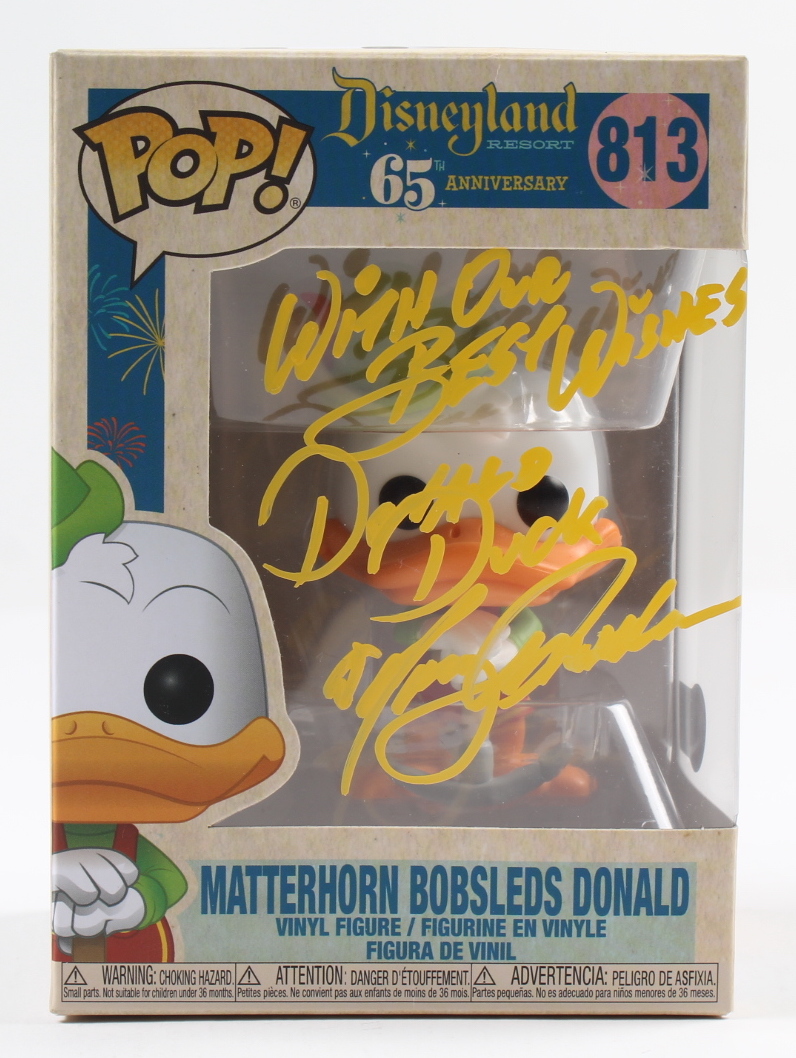 POP!®
Disneyland
RESORT
65TH ANNIVERSARY
813
WITH OUR
BEST WISHES
DONALD
DUCK
&
MATTERHORN BOBSLEDS DONALD
VINYL FIGURE / FIGURINE EN VINYLE
FIGURA DE VINIL
WARNING: CHOKING HAZARD.
Small parts. Not suitable for children under 36 months.
ATTENTION: DANGER D'ÉTOUFFEMENT.
Petites pièces. Ne convient pas aux enfants de moins de 36 mois.
ADVERTENCIA: PELIGRO DE ASFIXIA.
Partes pequeñas. No es adecuado para niños menores de 36 meses.